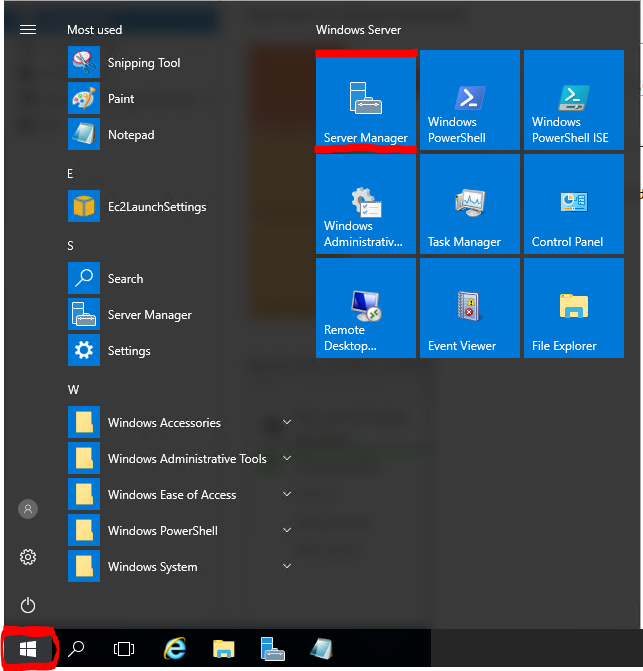 Most used
Snipping Tool
Paint
Notepad
E
Ec2LaunchSettings
S
Search
Server Manager
Settings
W
Windows Accessories
Windows Administrative Tools
Windows Ease of Access
Windows PowerShell
Windows System
Windows Server
Server Manager
Windows
PowerShell
Windows
PowerShell ISE
Windows
Administrativ...
Task Manager
Control Panel
Remote
Desktop...
Event Viewer
File Explorer